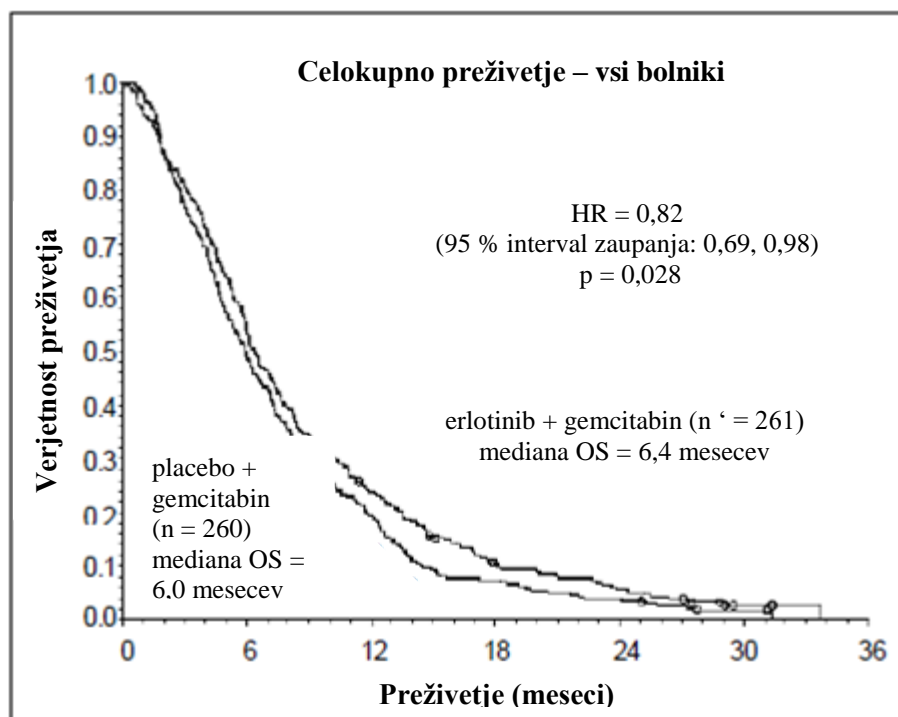 Celokupno preživetje – vsi bolniki
1.0
0.9
0.8
0.7
0.6
0.5
0.4
0.3
0.2
0.1
0.0
Verjetnost preživetja
HR = 0,82
(95 % interval zaupanja: 0,69, 0,98)
p = 0,028
erlotinib + gemcitabin (n ‘ = 261)
mediana OS = 6,4 mesecev
placebo +
gemcitabin
(n = 260)
mediana OS =
6,0 mesecev
0 6 12 18 24 30 36
Preživetje (meseci)